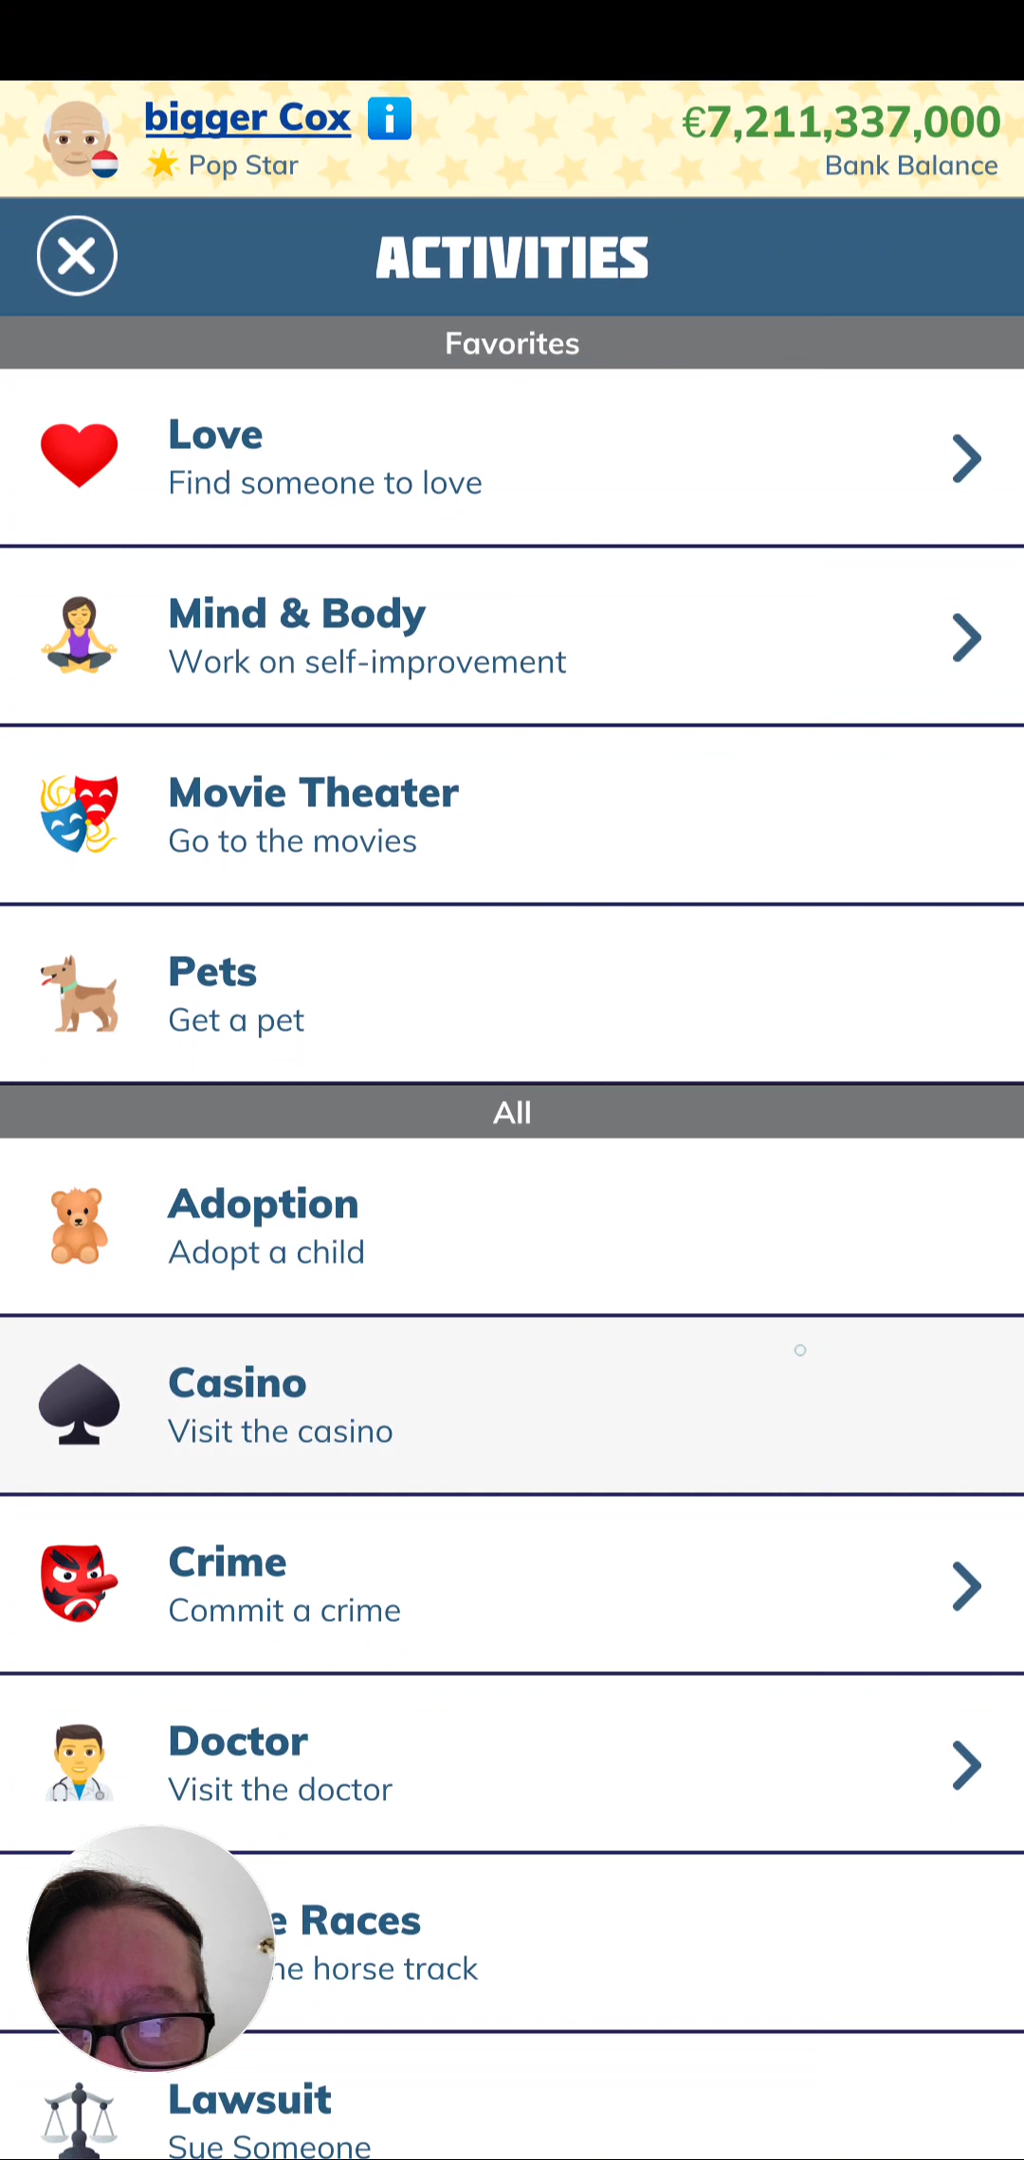 bigger Cox
€7,211,337,000
Pop Star
Bank Balance
ACTIVITIES
Favorites
Love
Find someone to love
Mind & Body
Work on self-improvement
Movie Theater
Go to the movies
Pets
Get a pet
All
Adoption
Adopt a child
Casino
Visit the casino
Crime
Commit a crime
Doctor
Visit the doctor
Races
horse track
Lawsuit
Sue Someone